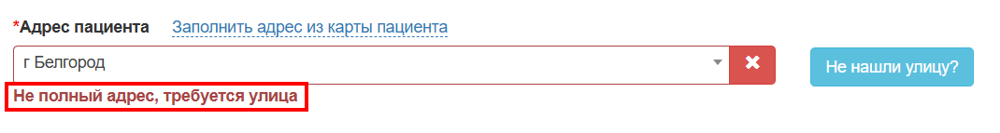 *Адрес пациента Заполнить адрес из карты пациента
г Белгород
Не нашли улицу?
Не полный адрес, требуется улица